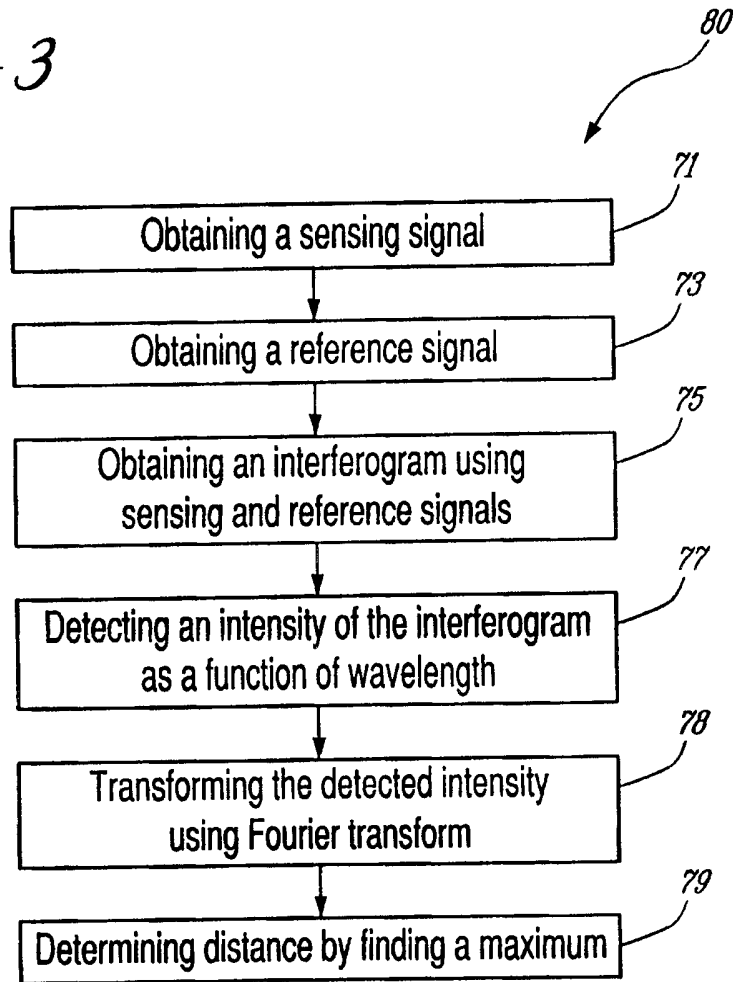 3
80
71
Obtaining a sensing signal
73
Obtaining a reference signal
75
Obtaining an interferogram using
sensing and reference signals
77
Detecting an intensity of the interferogram
as a function of wavelength
78
Transforming the detected intensity
using Fourier transform
79
Determining distance by finding a maximum